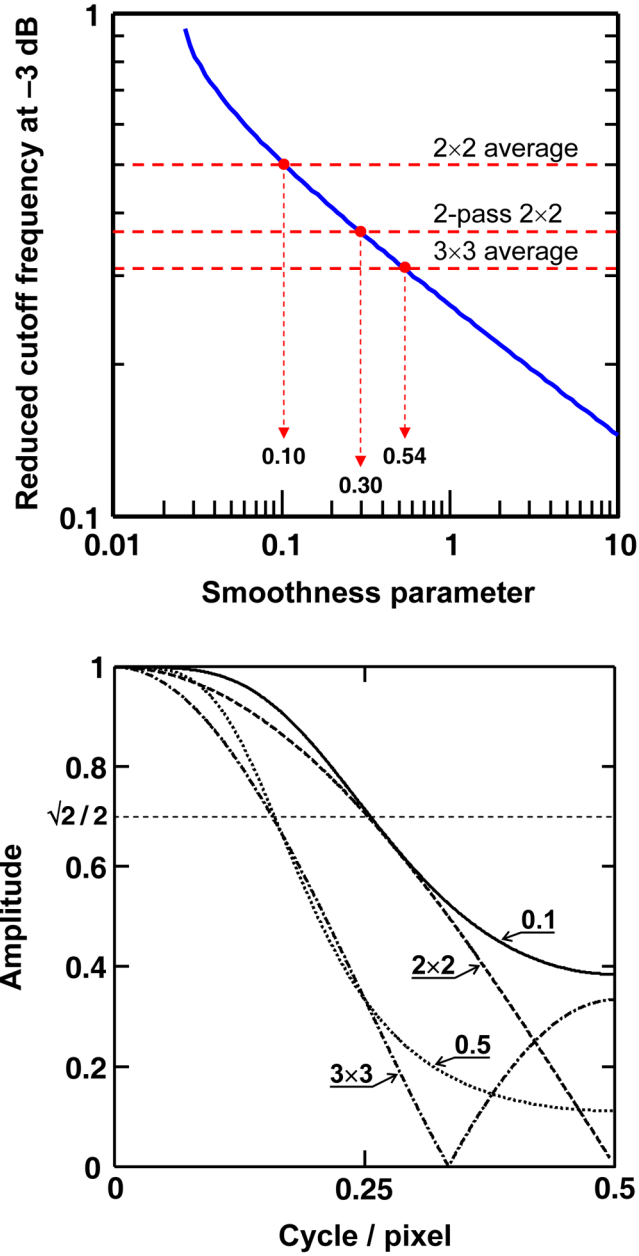 1
Reduced cutoff frequency at –3 dB
2×2 average
2-pass 2×2
3×3 average
0.10
0.54
0.30
0.1
0.01
0.1
1
10
Smoothness parameter
1
0.8
√2 / 2
0.6
Amplitude
0.1
2×2
0.4
0.5
3×3
0.2
0
0
0.25
0.5
Cycle / pixel